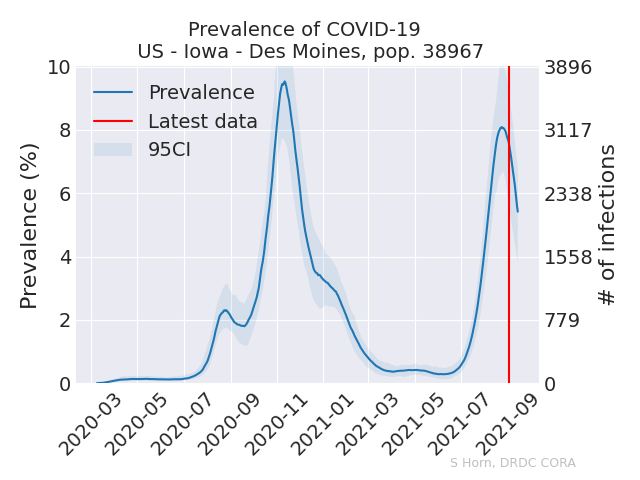 Prevalence of COVID-19
US - Iowa - Des Moines, pop. 38967
Prevalence
Latest data
95CI
Prevalence (%)
10
8
6
4
2
0
3896
3117
2338
1558
779
0
# of infections
2020-03
2020-05
2020-07
2020-09
2020-11
2021-01
2021-03
2021-05
2021-07
2021-09
S Horn, DRDC CORA